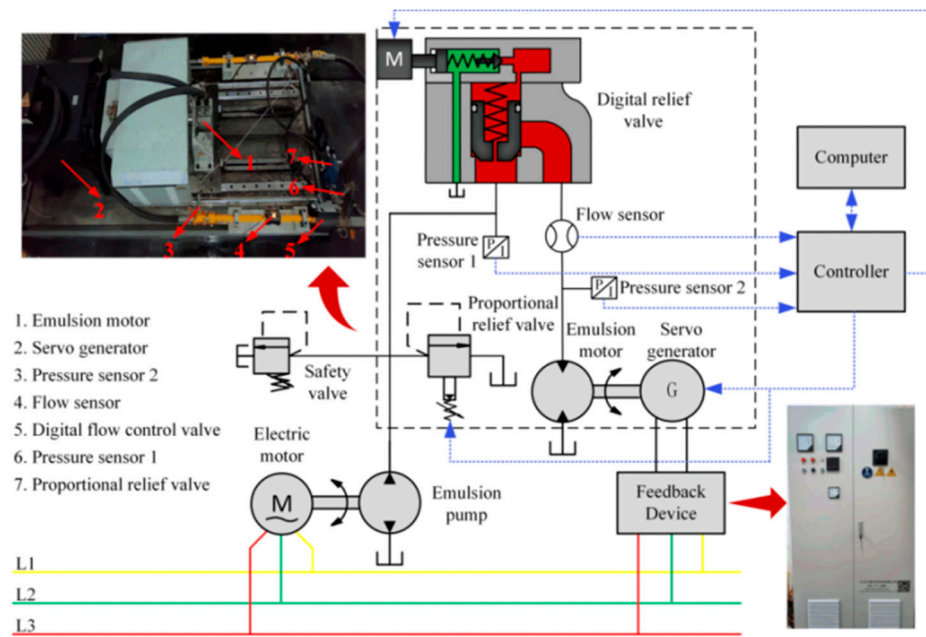 M
Digital relief
valve
1
7
6
2
3
4
5
Computer
Flow sensor
Pressure
sensor 1
P
I
Controller
P
I
Pressure sensor 2
1. Emulsion motor
2. Servo generator
3. Pressure sensor 2
4. Flow sensor
5. Digital flow control valve
6. Pressure sensor 1
7. Proportional relief valve
Proportional
relief valve
Safety
valve
Emulsion
motor
Servo
generator
G
Electric
motor
M
Emulsion
pump
Feedback
Device
L1
L2
L3